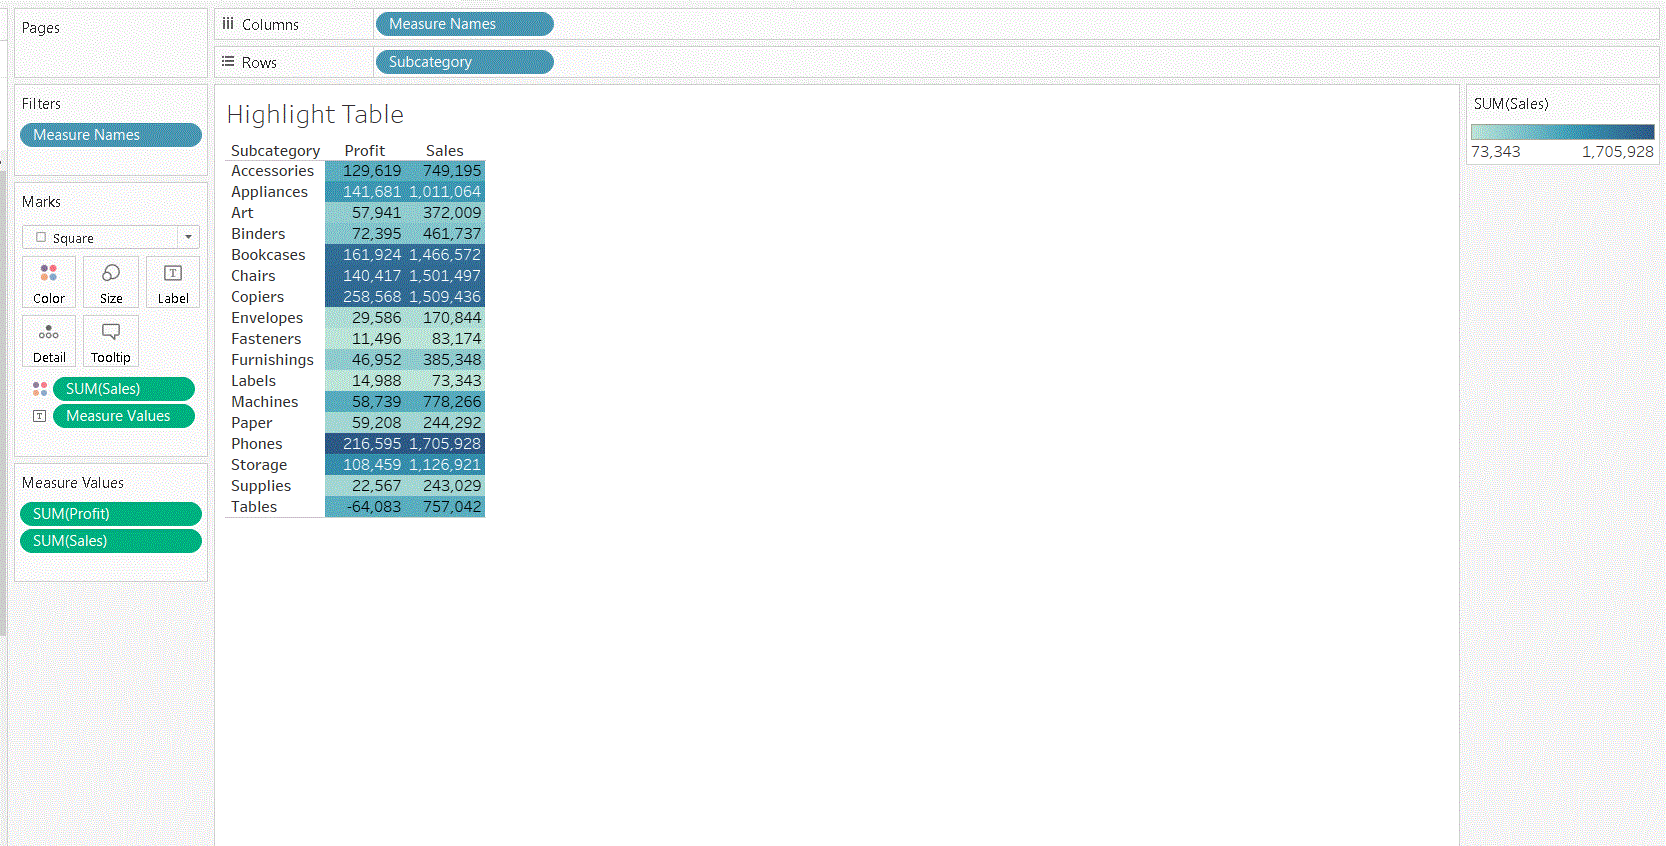 Pages
Columns
Measure Names
Rows
Subcategory
Filters
Measure Names
Marks
Square
Color
Size
T
Label
Detail
Tooltip
SUM(Sales)
T
Measure Values
Measure Values
SUM(Profit)
SUM(Sales)
Highlight Table
Subcategory Profit Sales
Accessories 129,619 749,195
Appliances 141,681 1,011,064
Art 57,941 372,009
Binders 72,395 461,737
Bookcases 161,924 1,466,572
Chairs 140,417 1,501,497
Copiers 258,568 1,509,436
Envelopes 29,586 170,844
Fasteners 11,496 83,174
Furnishings 46,952 385,348
Labels 14,988 73,343
Machines 58,739 778,266
Paper 59,208 244,292
Phones 216,595 1,705,928
Storage 108,459 1,126,921
Supplies 22,567 243,029
Tables -64,083 757,042
SUM(Sales)
73,343 1,705,928